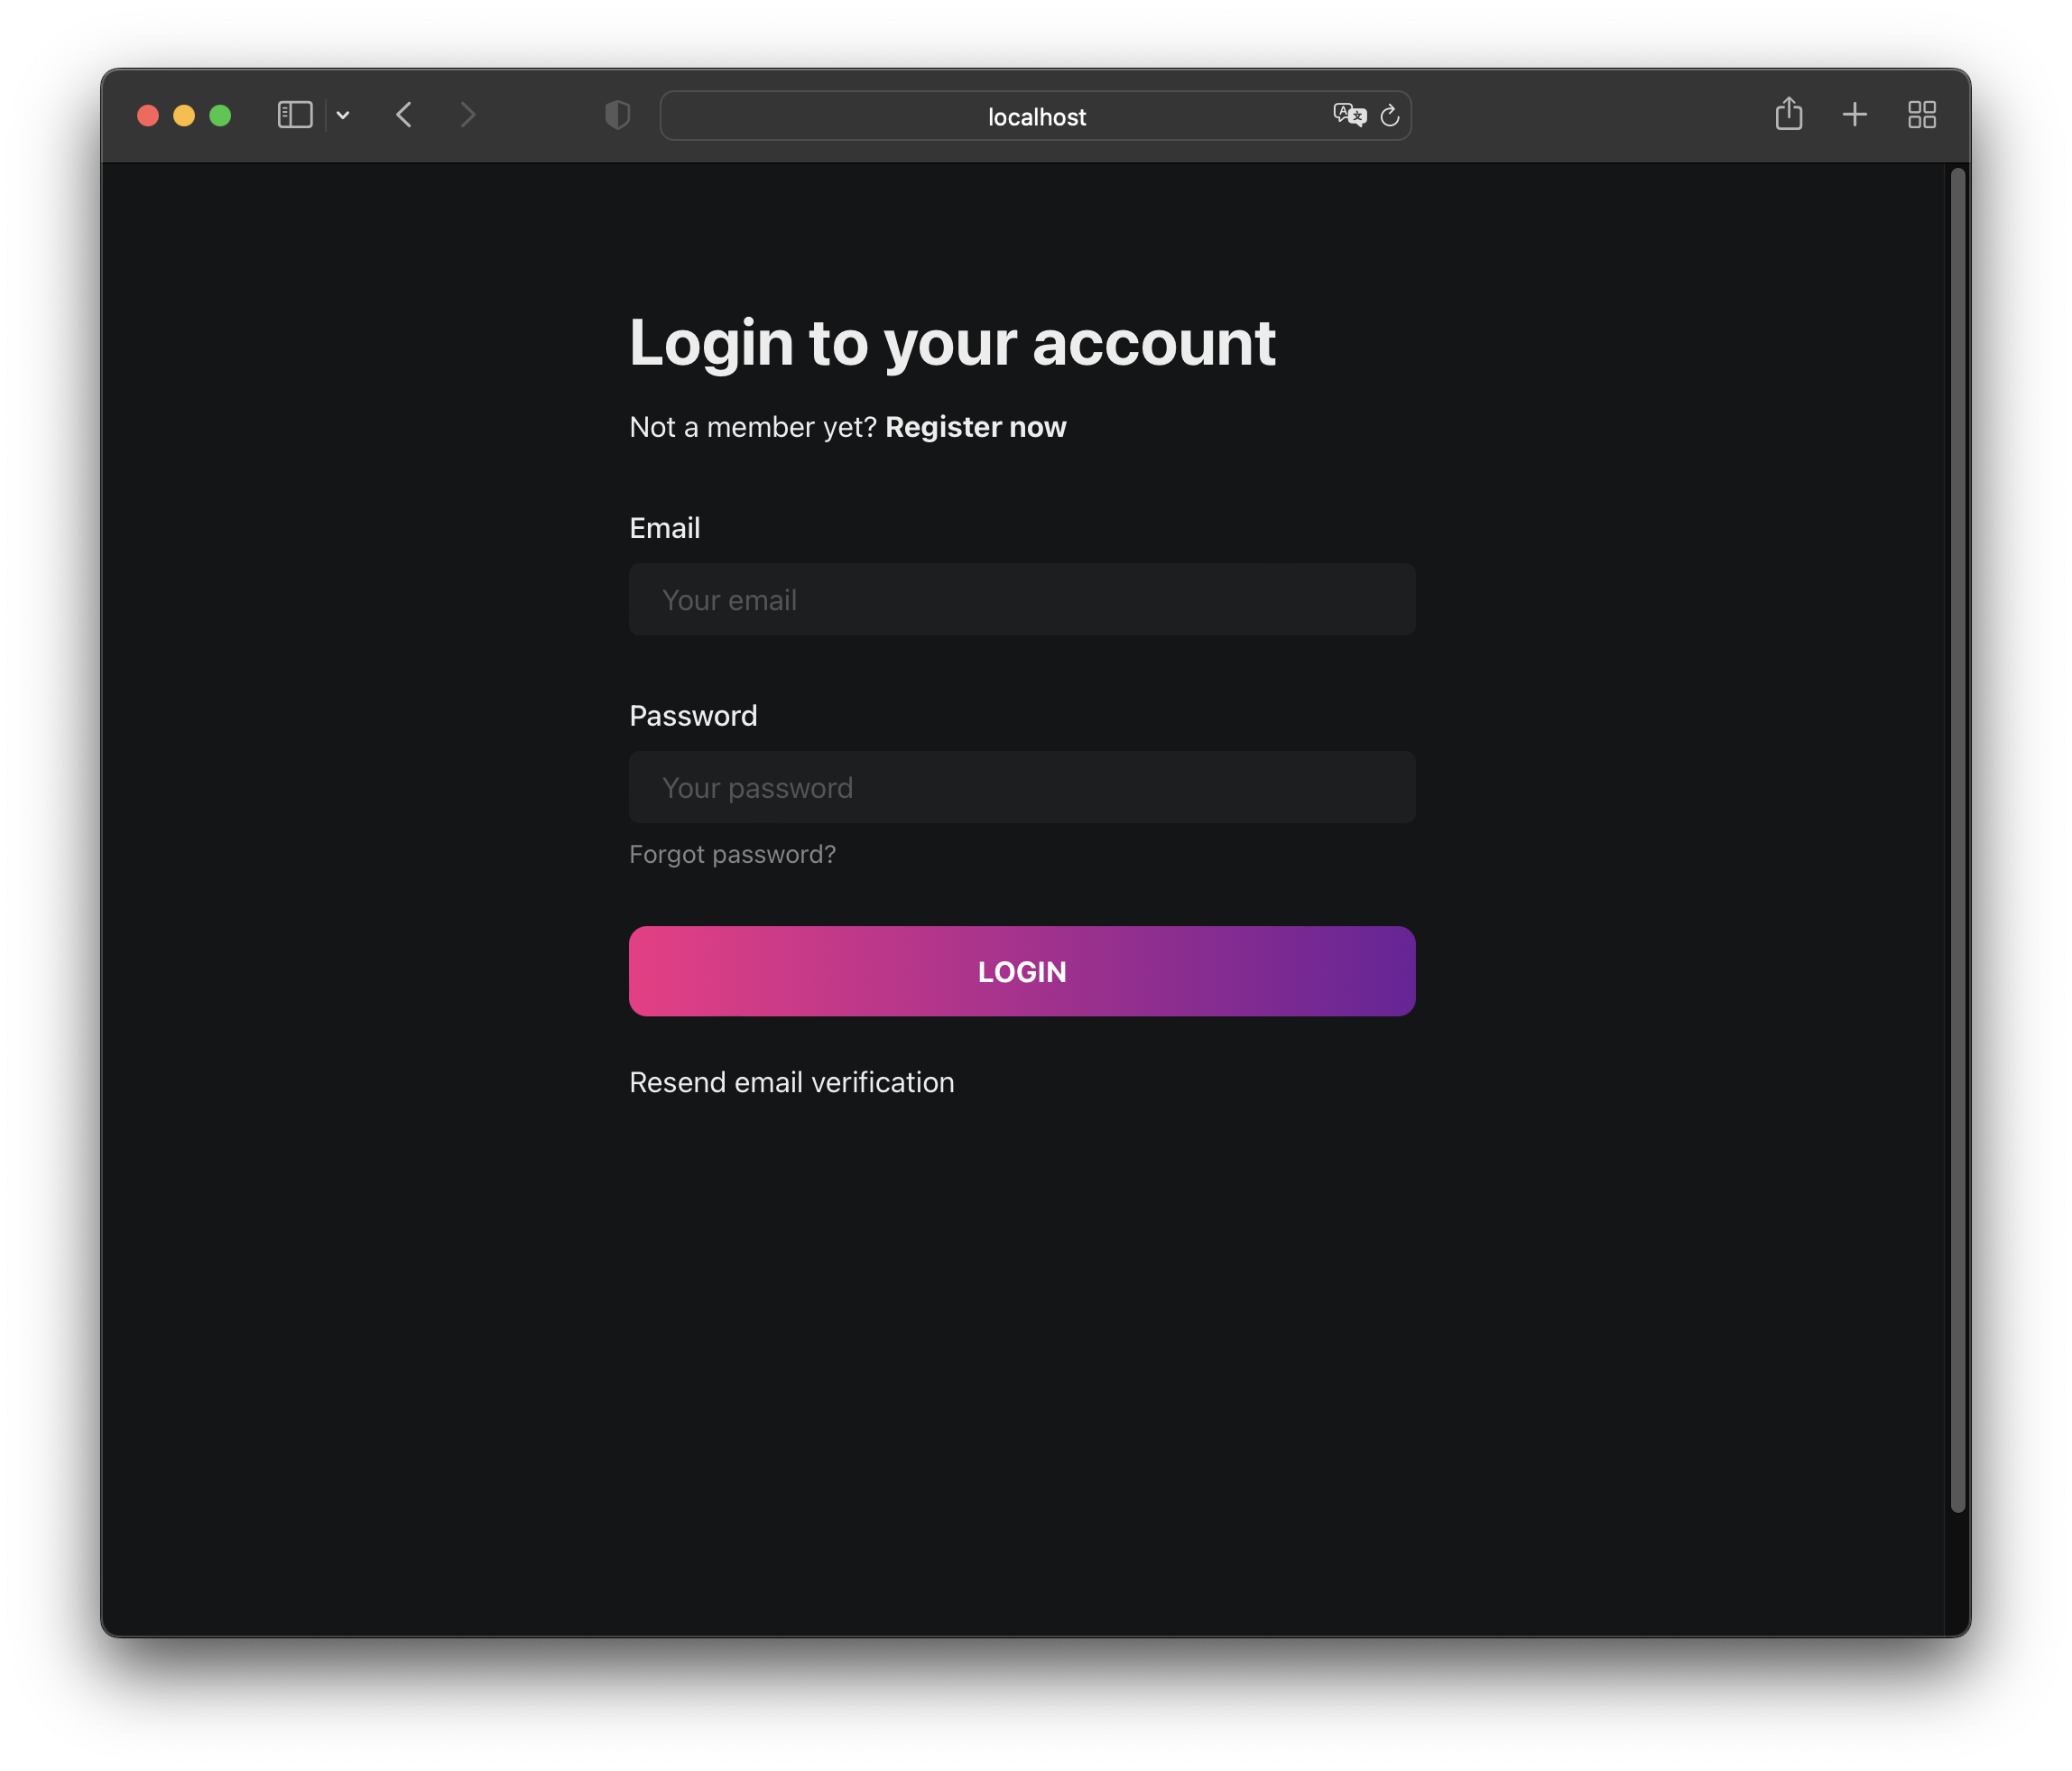 localhost
Login to your account
Not a member yet? Register now
Email
Your email
Password
Your password
Forgot password?
LOGIN
Resend email verification